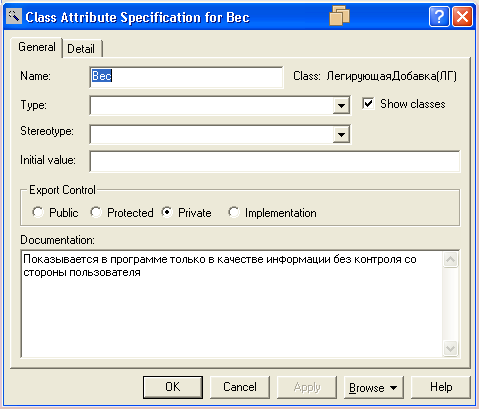 Class Attribute Specification for Вес
General Detail
Name: Вес Class: ЛегирующаяДобавка(ЛГ)
Type: Show classes
Stereotype:
Initial value:
Export Control
Public Protected Private Implementation
Documentation:
Показывается в программе только в качестве информации без контроля со
стороны пользователя
OK Cancel Apply Browse Help